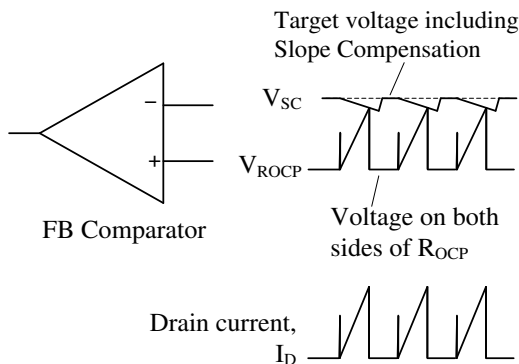 Target voltage including
Slope Compensation
V_SC
−
+
V_ROCP
FB Comparator
Voltage on both
sides of R_OCP
Drain current,
I_D